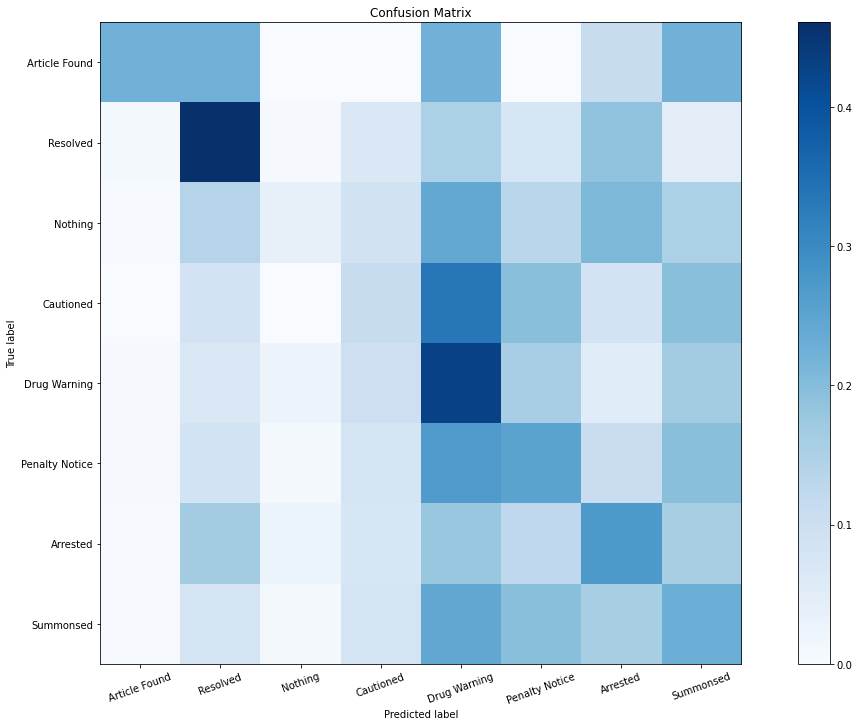 Confusion Matrix
Article Found
Resolved
Nothing
Cautioned
Drug Warning
Penalty Notice
Arrested
Summonsed
True label
Article Found
Resolved
Nothing
Cautioned
Drug Warning
Penalty Notice
Arrested
Summonsed
Predicted label
0.4
0.3
0.2
0.1
0.0